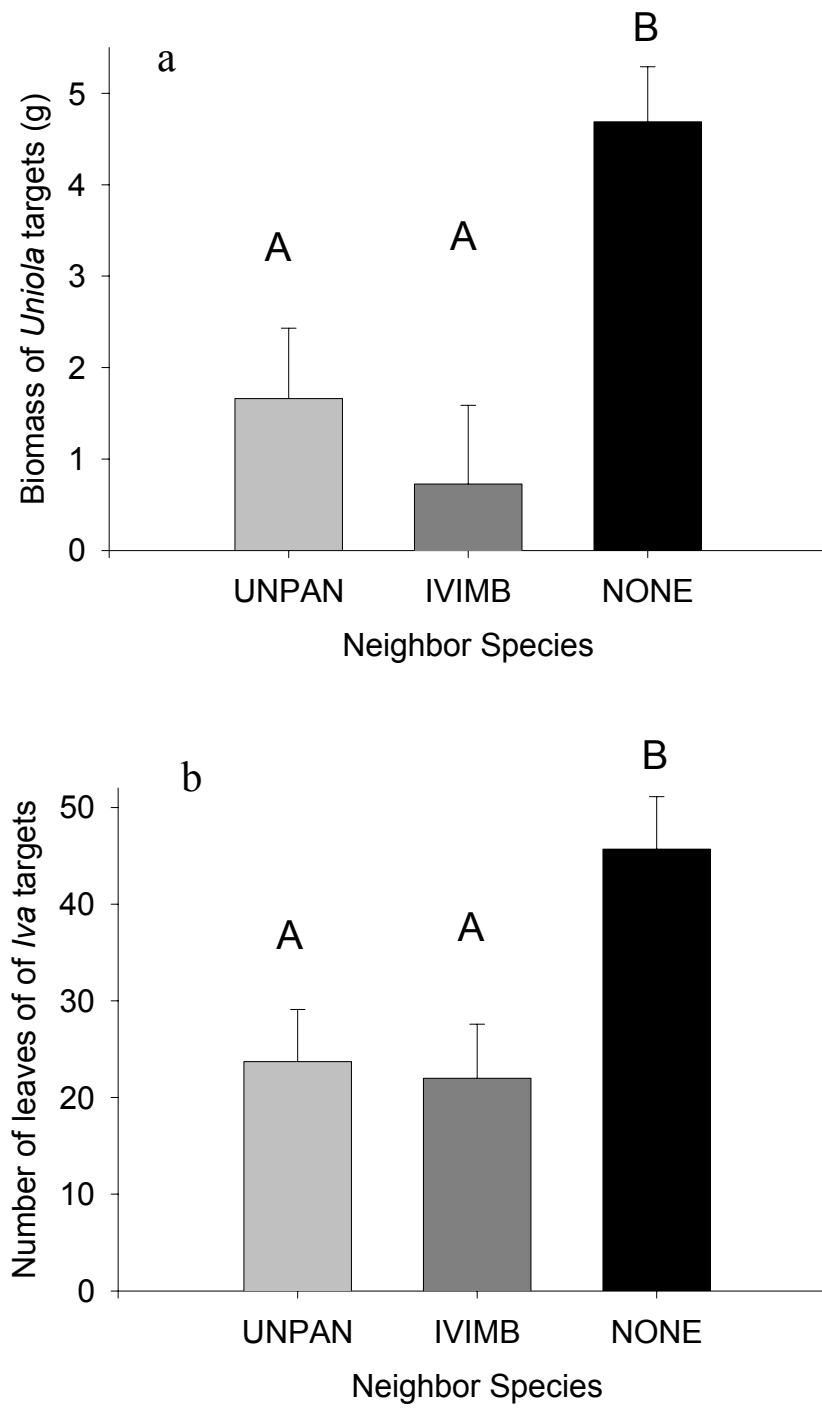 a
B
A
A
5
4
3
2
1
0
Biomass of Uniola targets (g)
UNPAN IVIMB NONE
Neighbor Species
b
B
A
A
50
40
30
20
10
0
Number of leaves of of Iva targets
UNPAN IVIMB NONE
Neighbor Species